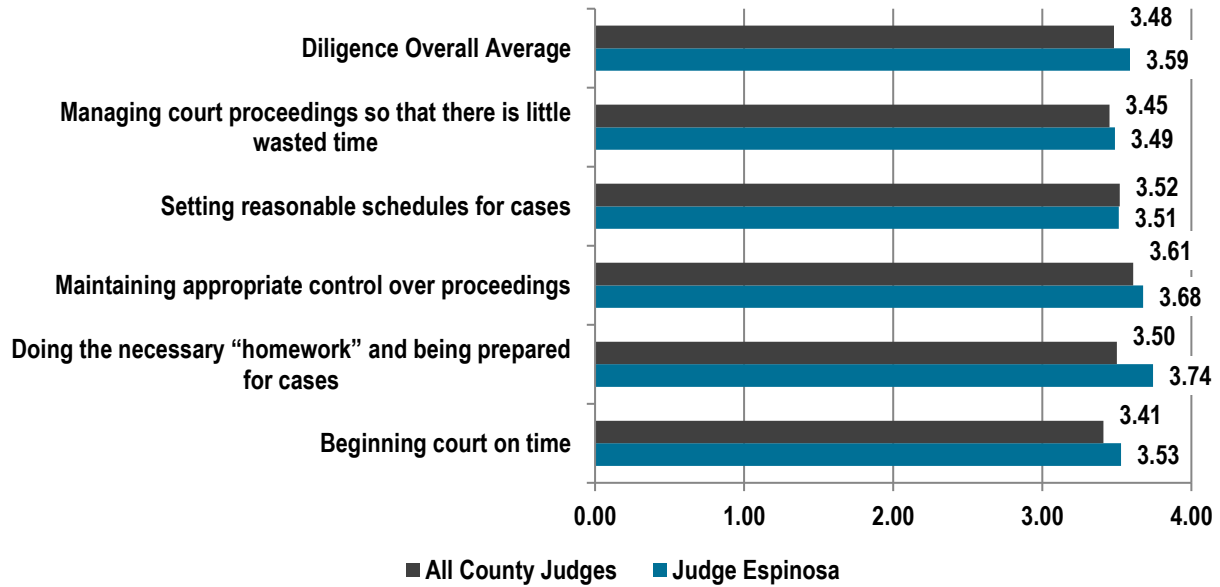 Diligence Overall Average
3.48
3.59
Managing court proceedings so that there is little
wasted time
3.45
3.49
Setting reasonable schedules for cases
3.52
3.51
Maintaining appropriate control over proceedings
3.61
3.68
Doing the necessary “homework” and being prepared
for cases
3.50
3.74
Beginning court on time
3.41
3.53
0.00 1.00 2.00 3.00 4.00
All County Judges Judge Espinosa